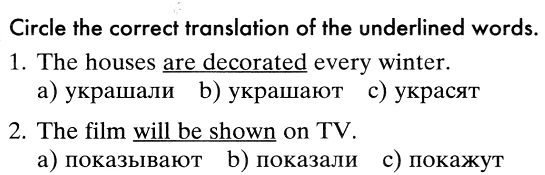 Circle the correct translation of the underlined words.
1. The houses are decorated every winter.
a) украшали b) украшают c) украсят
2. The film will be shown on TV.
a) показывают b) показали c) покажут